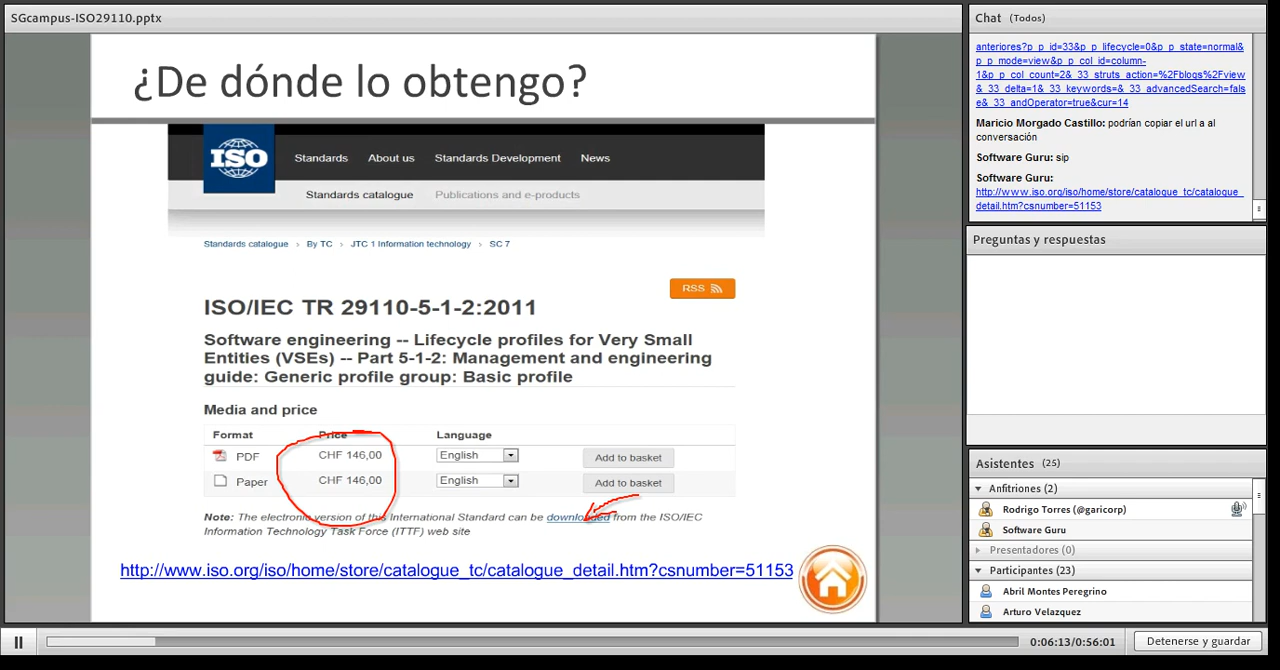 SGcampus-ISO29110.pptx
¿De dónde lo obtengo?
ISO
Standards
About us
Standards Development
News
Standards catalogue
Publications and e-products
Standards catalogue › By TC › JTC 1 Information technology › SC 7
RSS
ISO/IEC TR 29110-5-1-2:2011
Software engineering -- Lifecycle profiles for Very Small
Entities (VSEs) -- Part 5-1-2: Management and engineering
guide: Generic profile group: Basic profile
Media and price
Format Price Language
PDF CHF 146,00 English Add to basket
Paper CHF 146,00 English Add to basket
Note: The electronic version of this International Standard can be downloaded from the ISO/IEC
Information Technology Task Force (ITTF) web site
http://www.iso.org/iso/home/store/catalogue_tc/catalogue_detail.htm?csnumber=51153
Chat (Todos)
anteriores?p_p_id=33&p_p_lifecycle=0&p_p_state=normal&
p_p_mode=view&p_p_col_id=column-
1&p_p_col_count=2&_33_struts_action=%2Fblogs%2Fview
&_33_delta=1&_33_keywords=&_33_advancedSearch=fals
e&_33_andOperator=true&cur=14
Maricio Morgado Castillo: podrían copiar el url a al
conversación
Software Guru: sip
Software Guru:
http://www.iso.org/iso/home/store/catalogue_tc/catalogue_
detail.htm?csnumber=51153
Preguntas y respuestas
Asistentes (25)
Anfitriones (2)
Rodrigo Torres (@garicorp)
Software Guru
Presentadores (0)
Participantes (23)
Abril Montes Peregrino
Arturo Velazquez
0:06:13/0:56:01
Detenerse y guardar